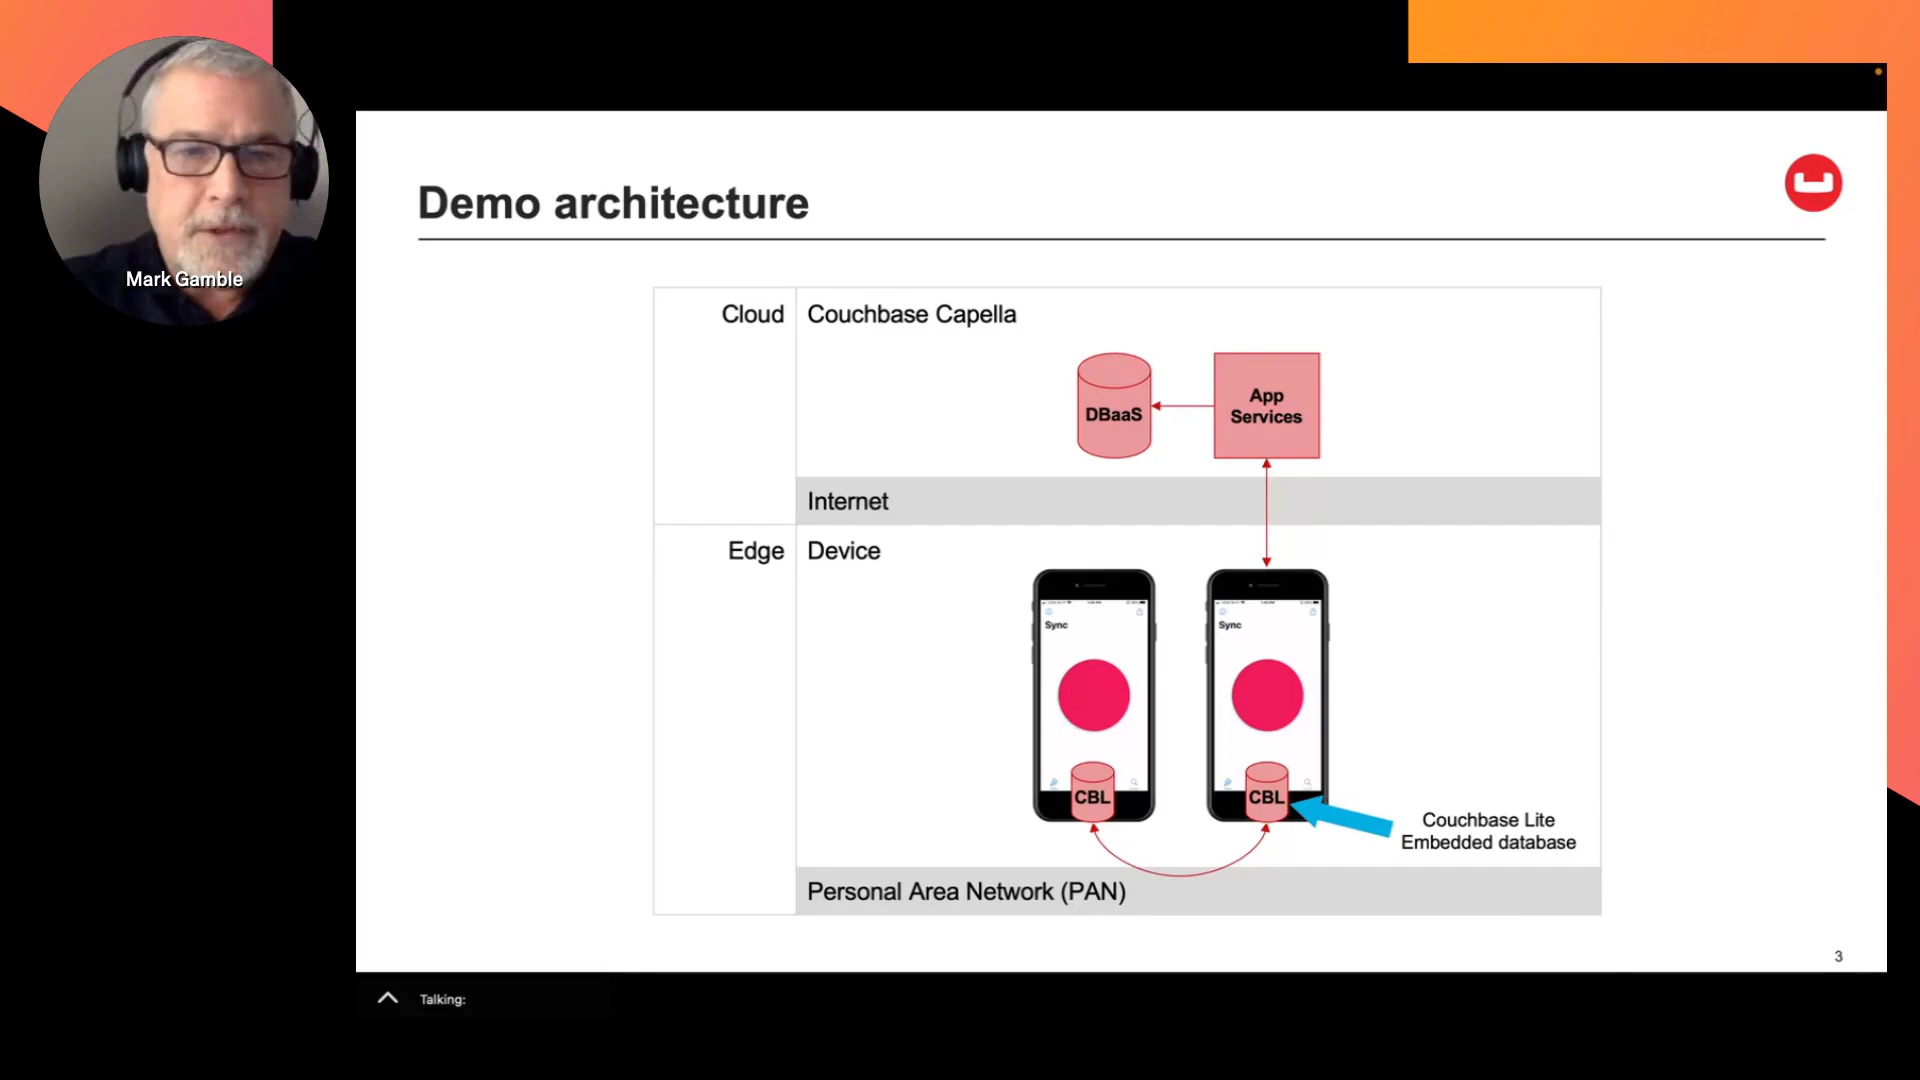 Mark Gamble
Demo architecture
Cloud
Couchbase Capella
DBaaS
App
Services
Internet
Edge
Device
Sync
Sync
CBL
CBL
Couchbase Lite
Embedded database
Personal Area Network (PAN)
3
Talking: